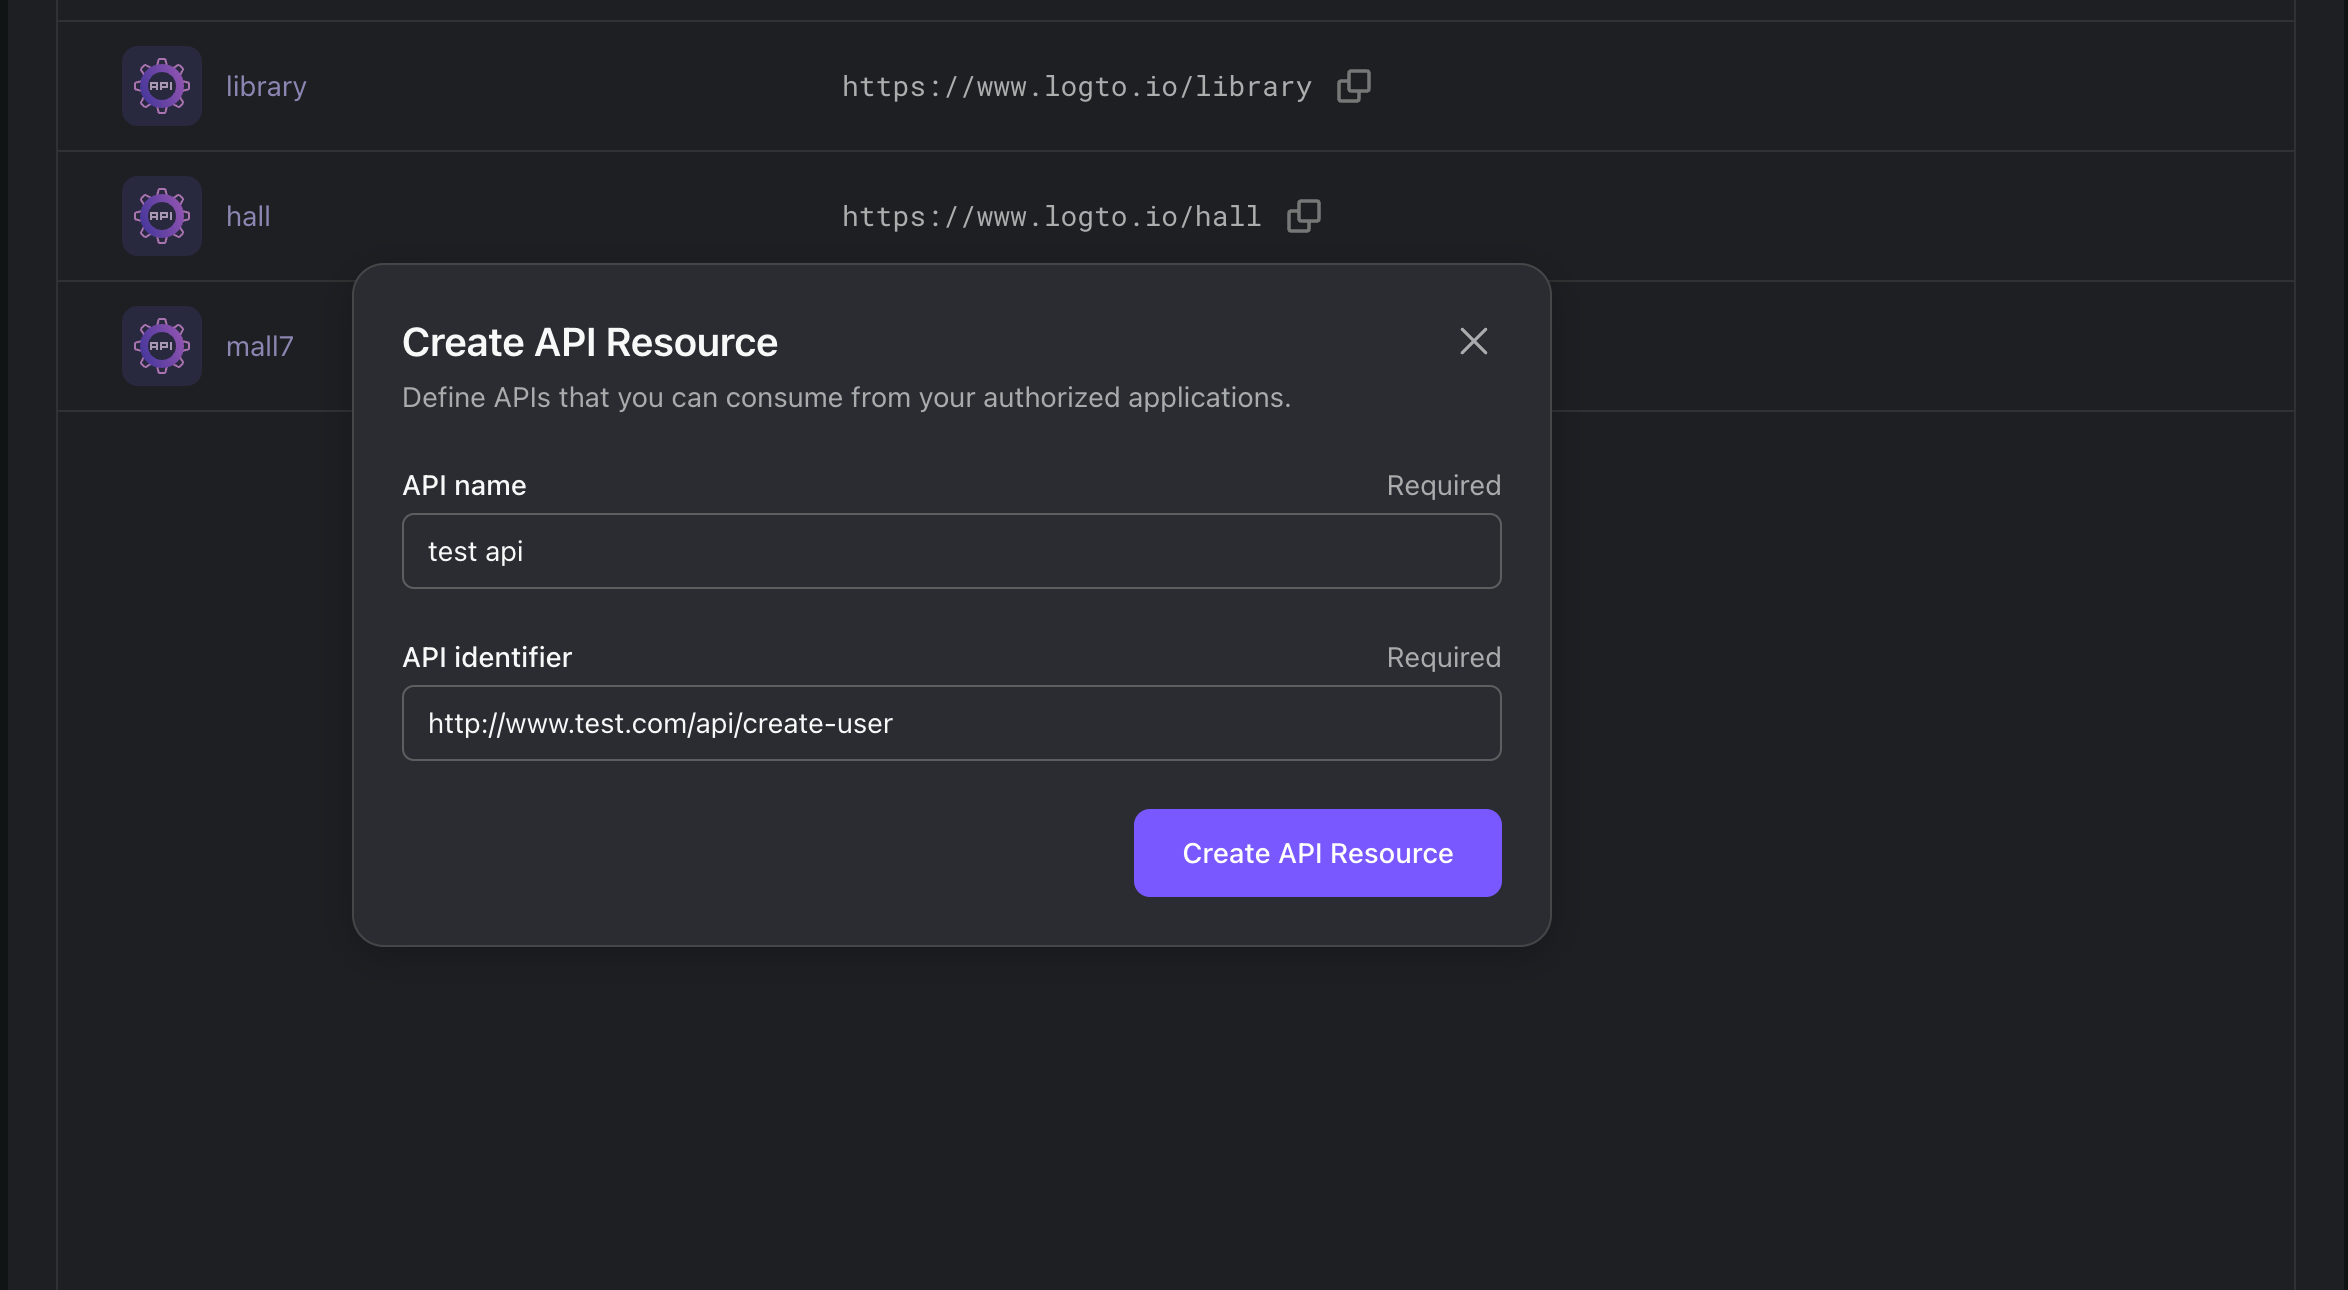 API library https://www.logto.io/library
API hall https://www.logto.io/hall
API mall7
Create API Resource
Define APIs that you can consume from your authorized applications.
API name Required
test api
API identifier Required
http://www.test.com/api/create-user
Create API Resource